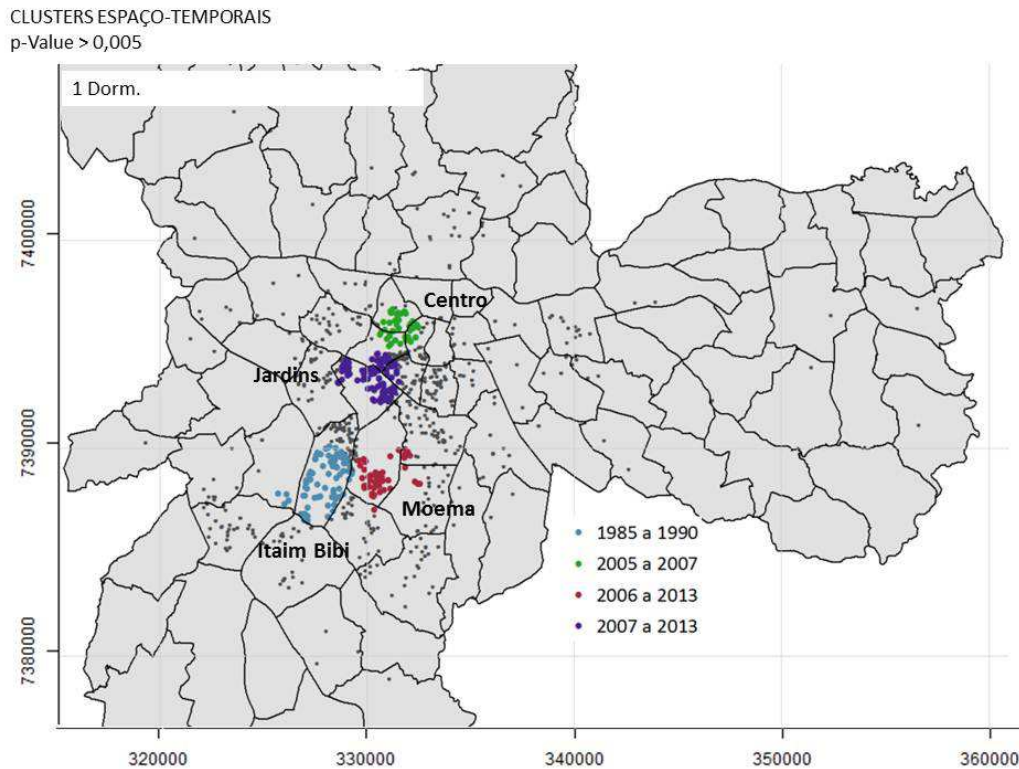 CLUSTERS ESPAÇO-TEMPORAIS
p-Value > 0,005
1 Dorm.
7400000
Centro
Jardins
7390000
Moema
Itaim Bibi
1985 a 1990
2005 a 2007
2006 a 2013
2007 a 2013
7380000
320000 330000 340000 350000 360000